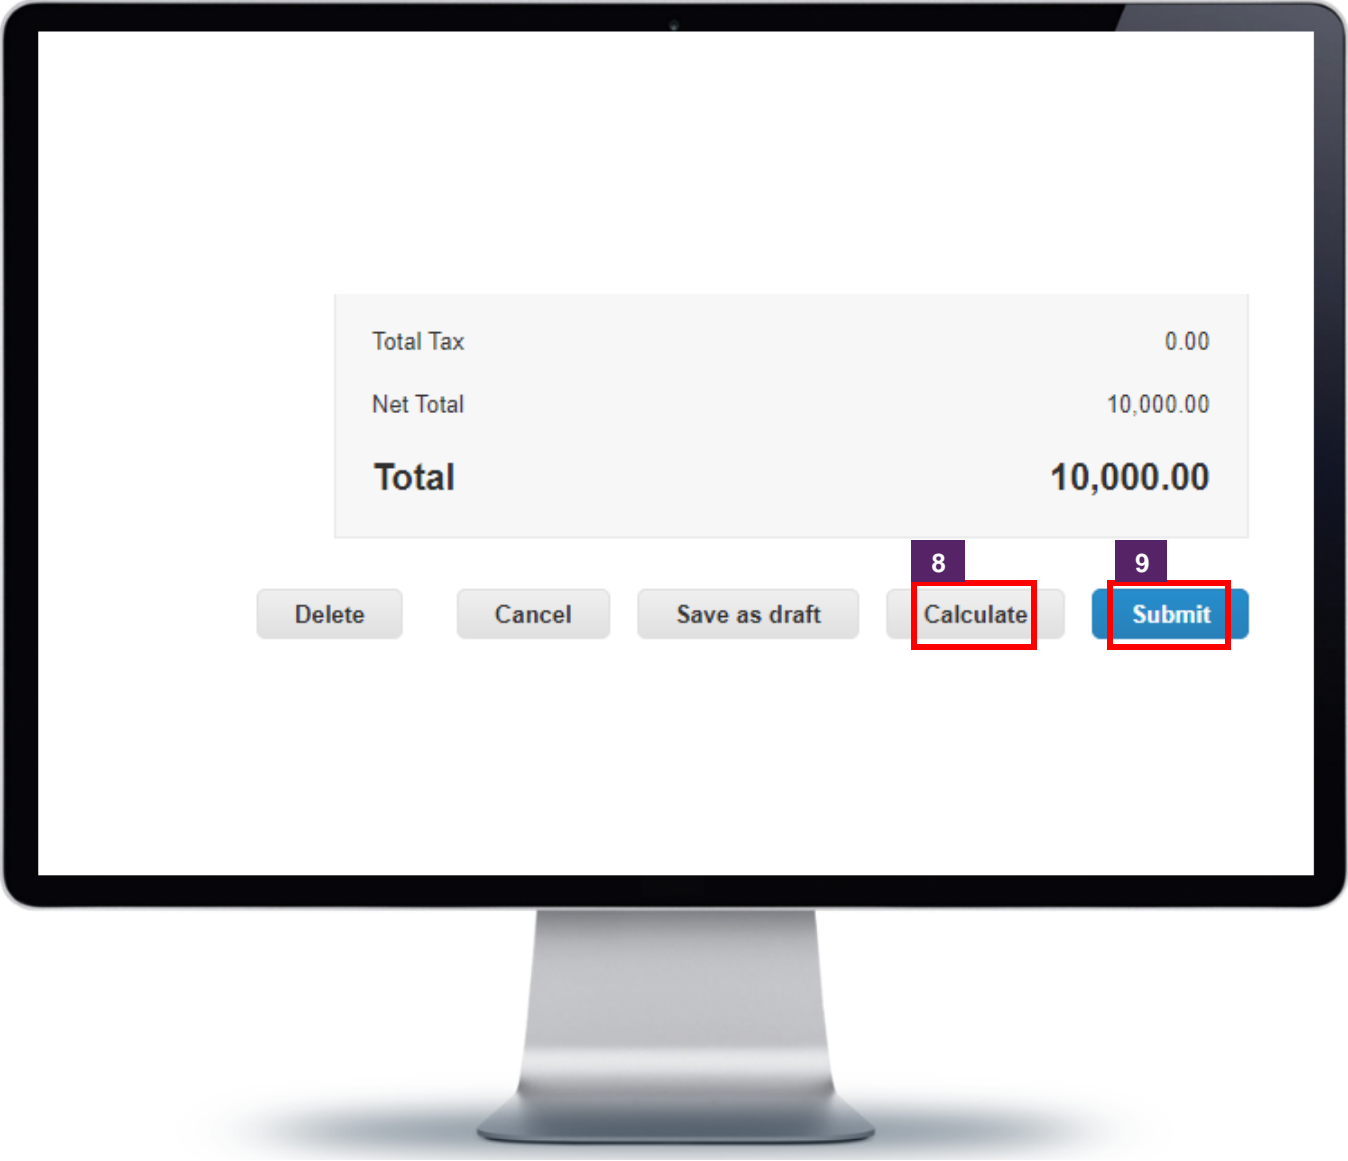 Total Tax 0.00
Net Total 10,000.00
Total 10,000.00
8 9
Delete Cancel Save as draft Calculate Submit